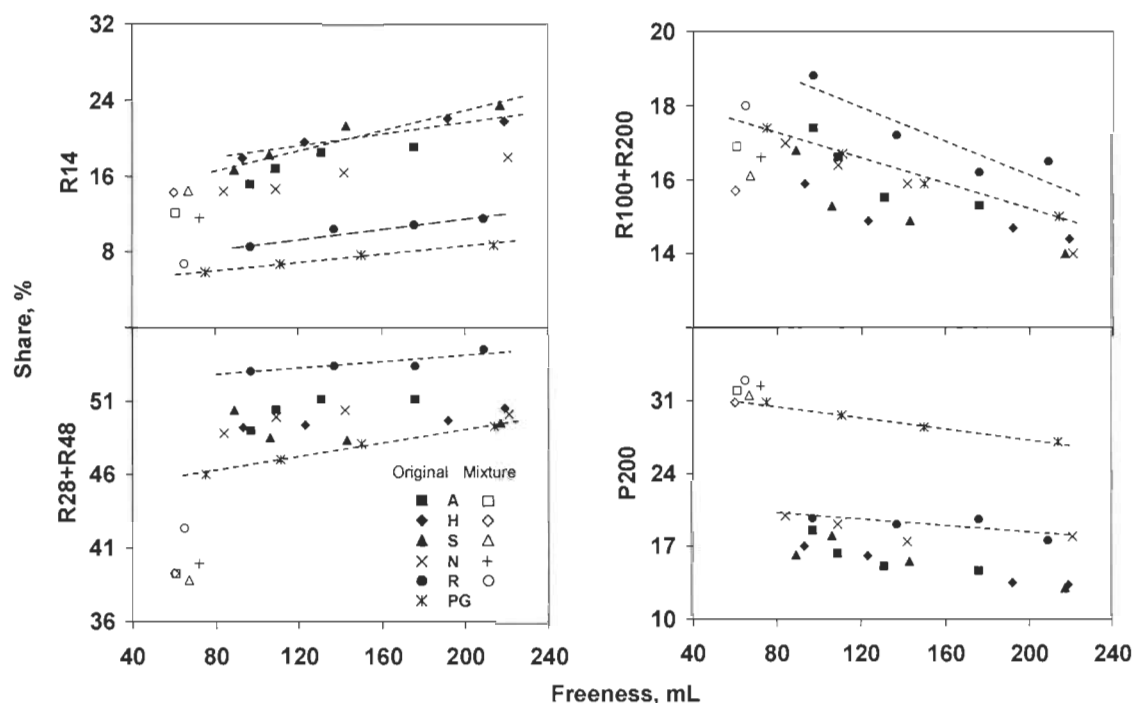 32
24
16
8
R14
20
18
16
14
R100+R200
Share, %
51
46
41
36
R28+R48
Original Mixture
A
H
S
N
R
PG
31
24
17
10
P200
40 80 120 160 200 240
40 80 120 160 200 240
Freeness, mL